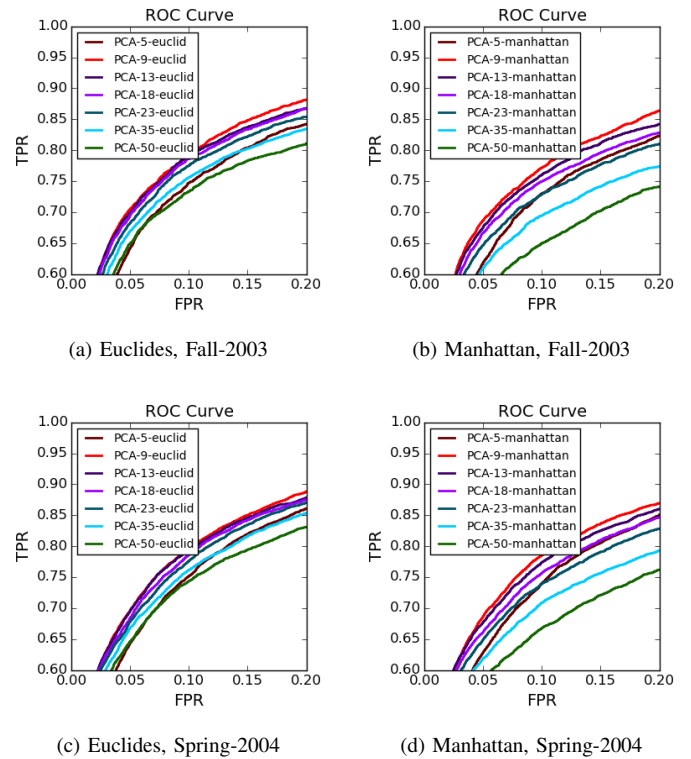 ROC Curve
PCA-5-euclid
PCA-9-euclid
PCA-13-euclid
PCA-18-euclid
PCA-23-euclid
PCA-35-euclid
PCA-50-euclid
1.00
0.95
0.90
0.85
0.80
0.75
0.70
0.65
0.60
TPR
0.00 0.05 0.10 0.15 0.20
FPR
(a) Euclides, Fall-2003
ROC Curve
PCA-5-manhattan
PCA-9-manhattan
PCA-13-manhattan
PCA-18-manhattan
PCA-23-manhattan
PCA-35-manhattan
PCA-50-manhattan
1.00
0.95
0.90
0.85
0.80
0.75
0.70
0.65
0.60
TPR
0.00 0.05 0.10 0.15 0.20
FPR
(b) Manhattan, Fall-2003
ROC Curve
PCA-5-euclid
PCA-9-euclid
PCA-13-euclid
PCA-18-euclid
PCA-23-euclid
PCA-35-euclid
PCA-50-euclid
1.00
0.95
0.90
0.85
0.80
0.75
0.70
0.65
0.60
TPR
0.00 0.05 0.10 0.15 0.20
FPR
(c) Euclides, Spring-2004
ROC Curve
PCA-5-manhattan
PCA-9-manhattan
PCA-13-manhattan
PCA-18-manhattan
PCA-23-manhattan
PCA-35-manhattan
PCA-50-manhattan
1.00
0.95
0.90
0.85
0.80
0.75
0.70
0.65
0.60
TPR
0.00 0.05 0.10 0.15 0.20
FPR
(d) Manhattan, Spring-2004